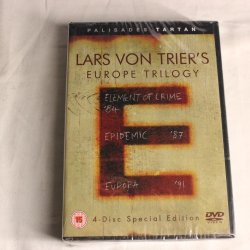 PALISADES TARTAN
LARS VON TRIER'S
EUROPE TRILOGY
ELEMENT OF CRIME
'84
EPIDEMIC '87
EUROPA '91
15
4-Disc Special Edition
DVD